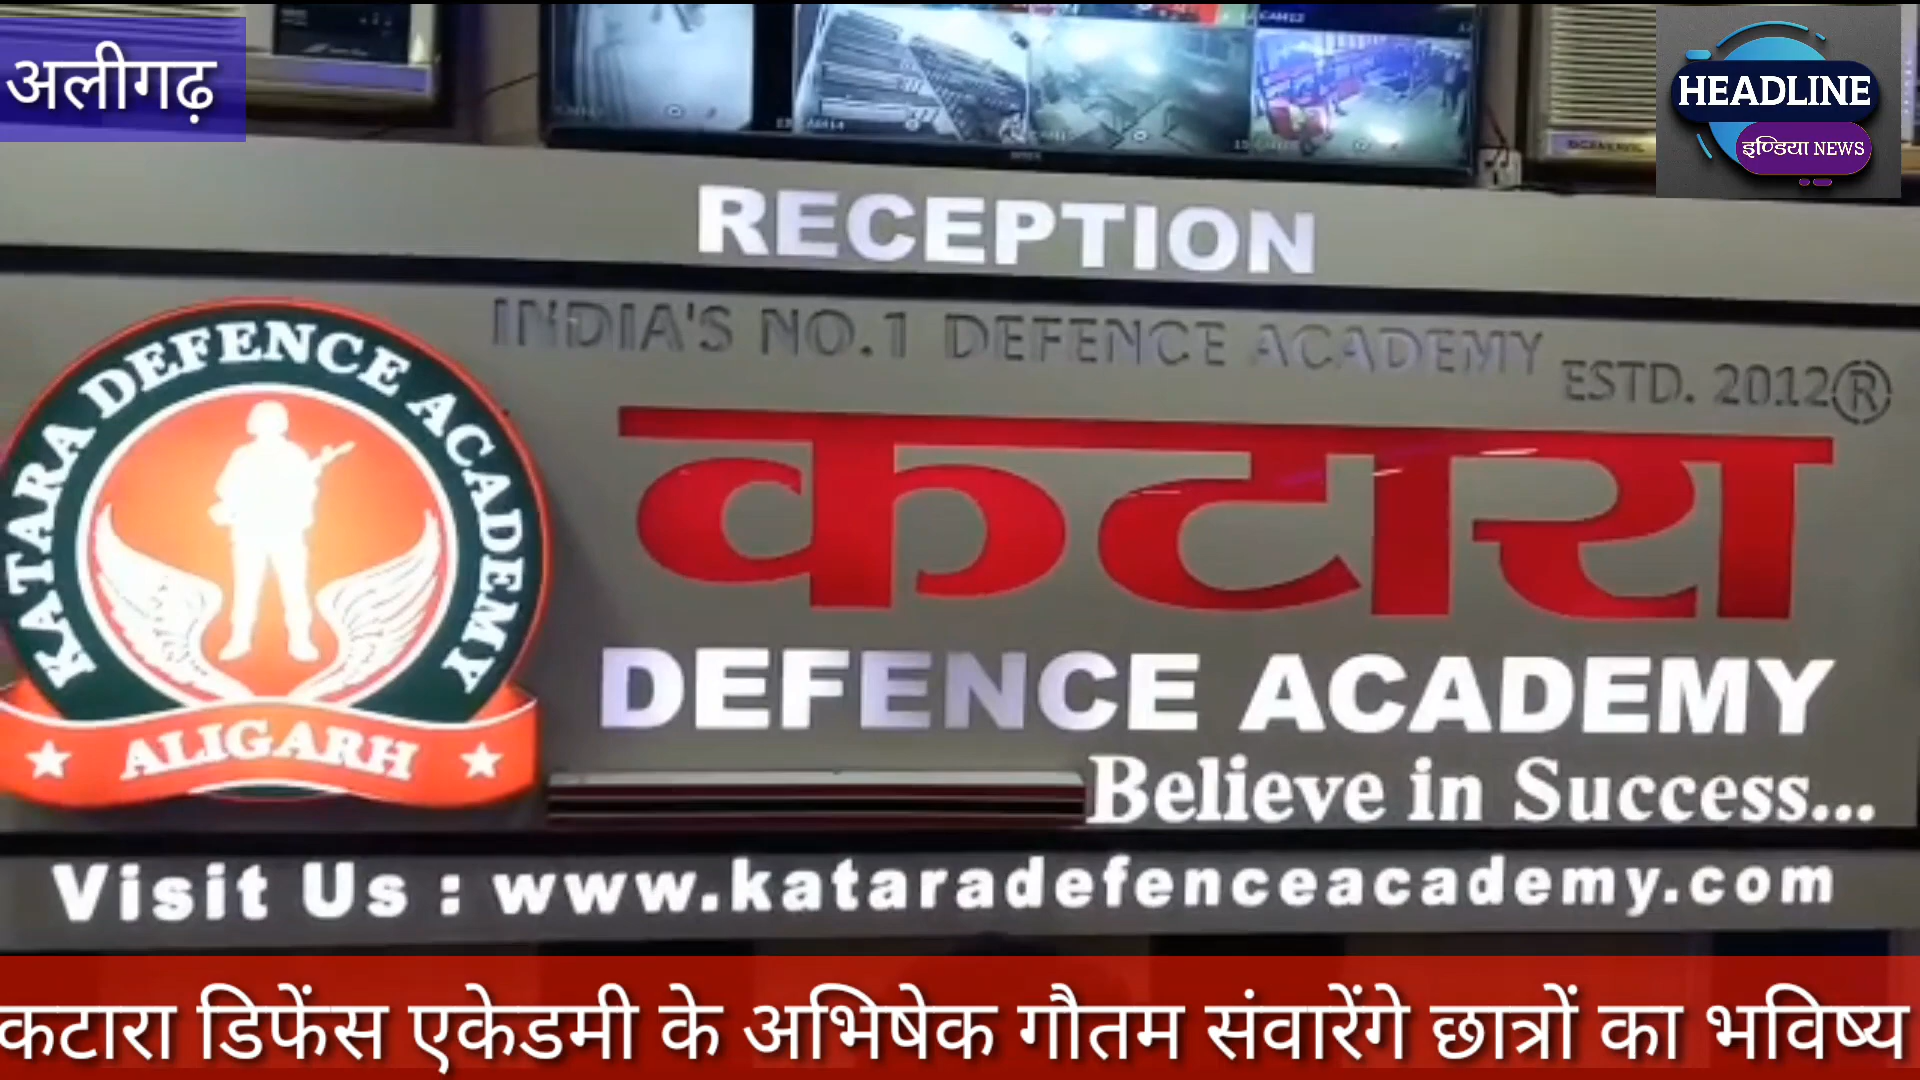 अलीगढ़
HEADLINE
इण्डिया NEWS
RECEPTION
INDIA'S NO.1 DEFENCE ACADEMY ESTD. 2012®
KATARA DEFENCE ACADEMY
ALIGARH
कटारा
DEFENCE ACADEMY
Believe in Success...
Visit Us : www.kataradefenceacademy.com
कटारा डिफेंस एकेडमी के अभिषेक गौतम संवारेंगे छात्रों का भविष्य